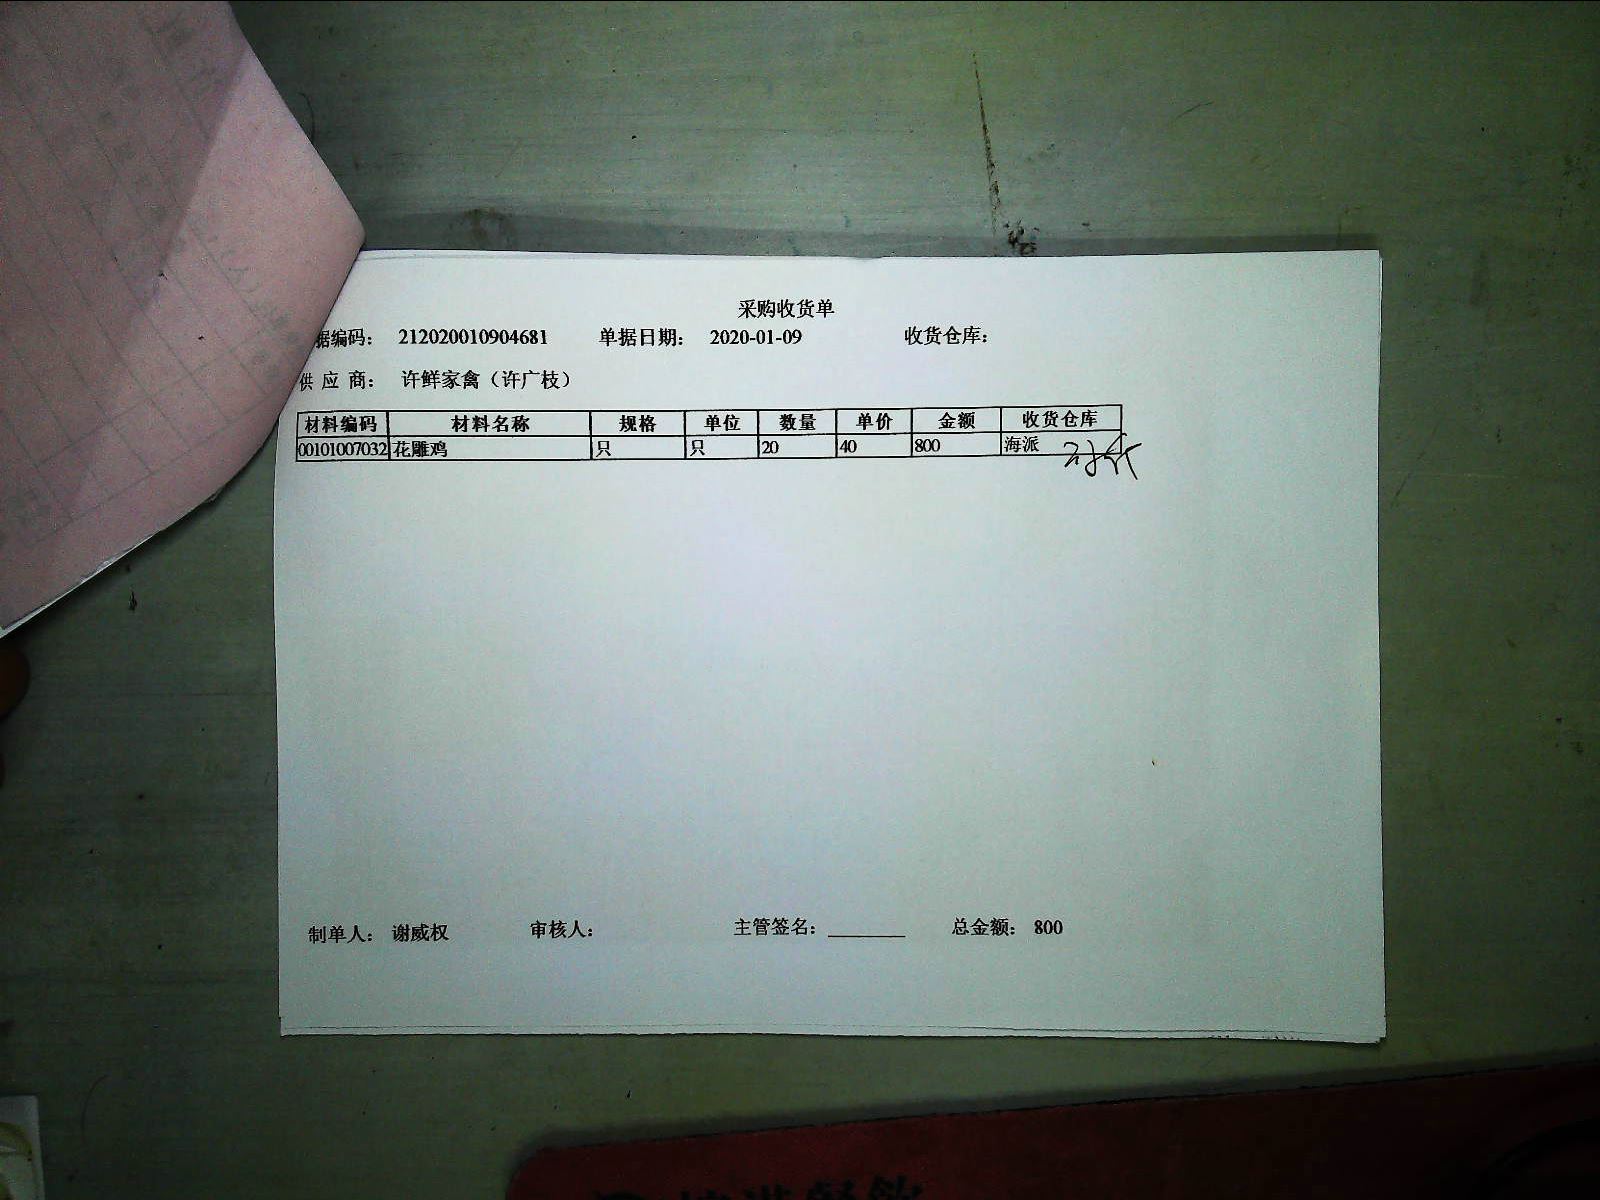 采购收货单
据编码： 212020010904681 单据日期： 2020-01-09 收货仓库：
供 应 商： 许鲜家禽（许广枝）
材料编码 材料名称 规格 单位 数量 单价 金额 收货仓库
00101007032 花雕鸡 只 只 20 40 800 海派
制单人： 谢威权 审核人： 主管签名：________ 总金额： 800